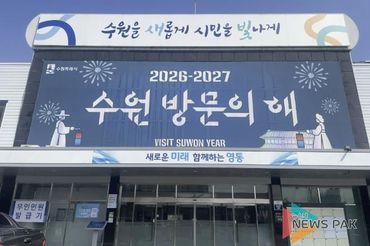 수원을 새롭게 시민을 빛나게
수원특례시
2026-2027
수원 방문의 해
VISIT SUWON YEAR
새로운 미래 함께하는 영통
무인민원
발급기
NEWS PAK